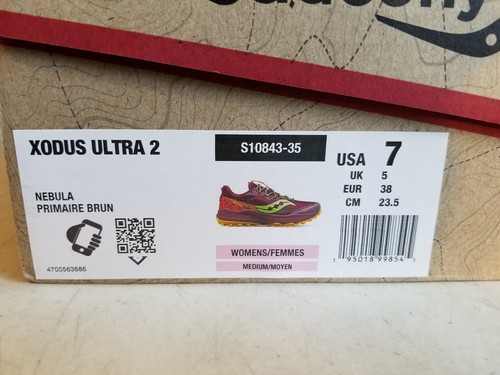 saucony
XODUS ULTRA 2
S10843-35
USA 7
UK 5
EUR 38
CM 23.5
NEBULA
PRIMAIRE BRUN
WOMENS/FEMMES
MEDIUM/MOYEN
4700563686
1 95018 99854 1